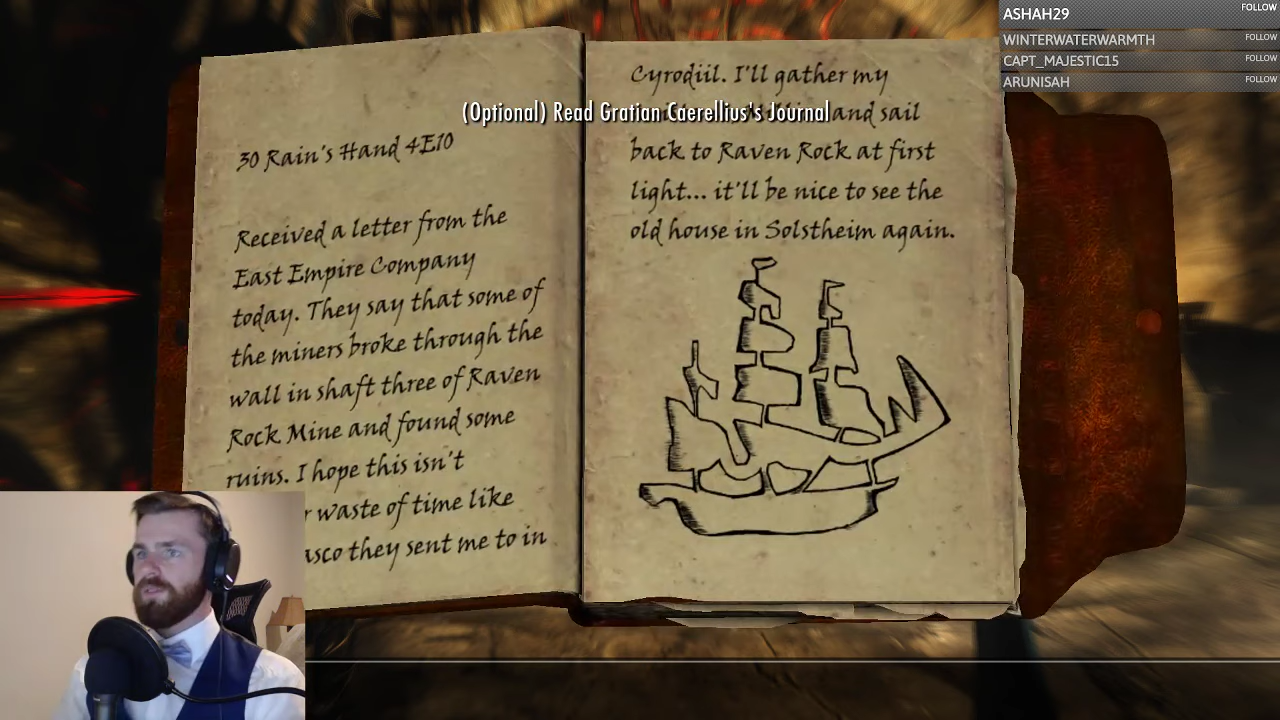 ASHAH29 FOLLOW
WINTERWATERWARMTH FOLLOW
CAPT_MAJESTIC15 FOLLOW
ARUNISAH FOLLOW
(Optional) Read Gratian Caerellius's Journal
30 Rain's Hand 4E10
Received a letter from the
East Empire Company
today. They say that some of
the miners broke through the
wall in shaft three of Raven
Rock Mine and found some
ruins. I hope this isn't
waste of time like
they sent me to in
Cyrodiil. I'll gather my
and sail
back to Raven Rock at first
light... it'll be nice to see the
old house in Solstheim again.